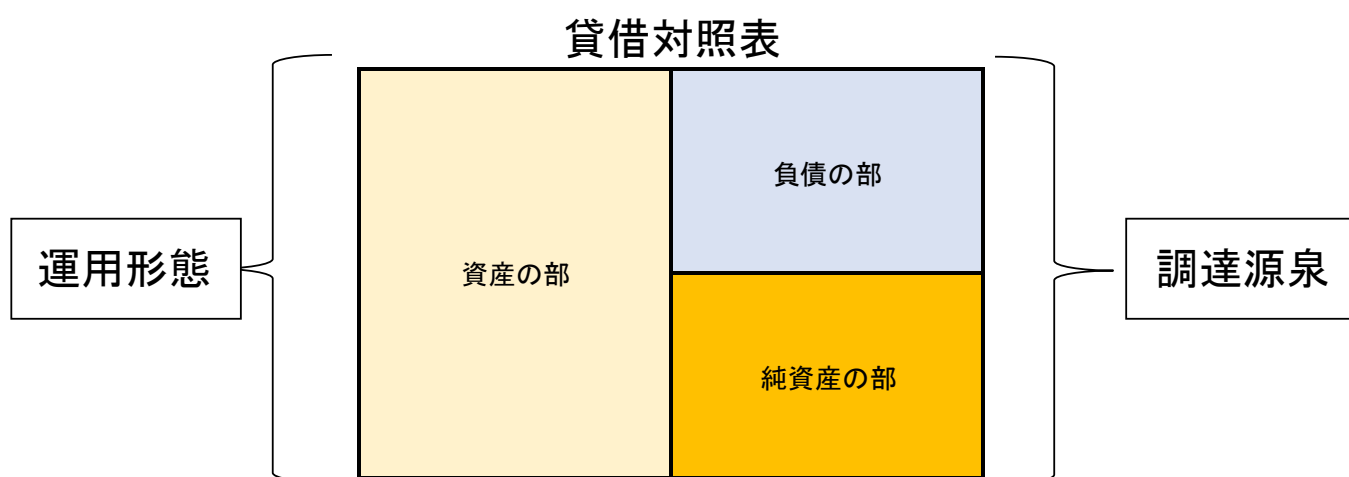 貸借対照表
運用形態
資産の部
負債の部
純資産の部
調達源泉